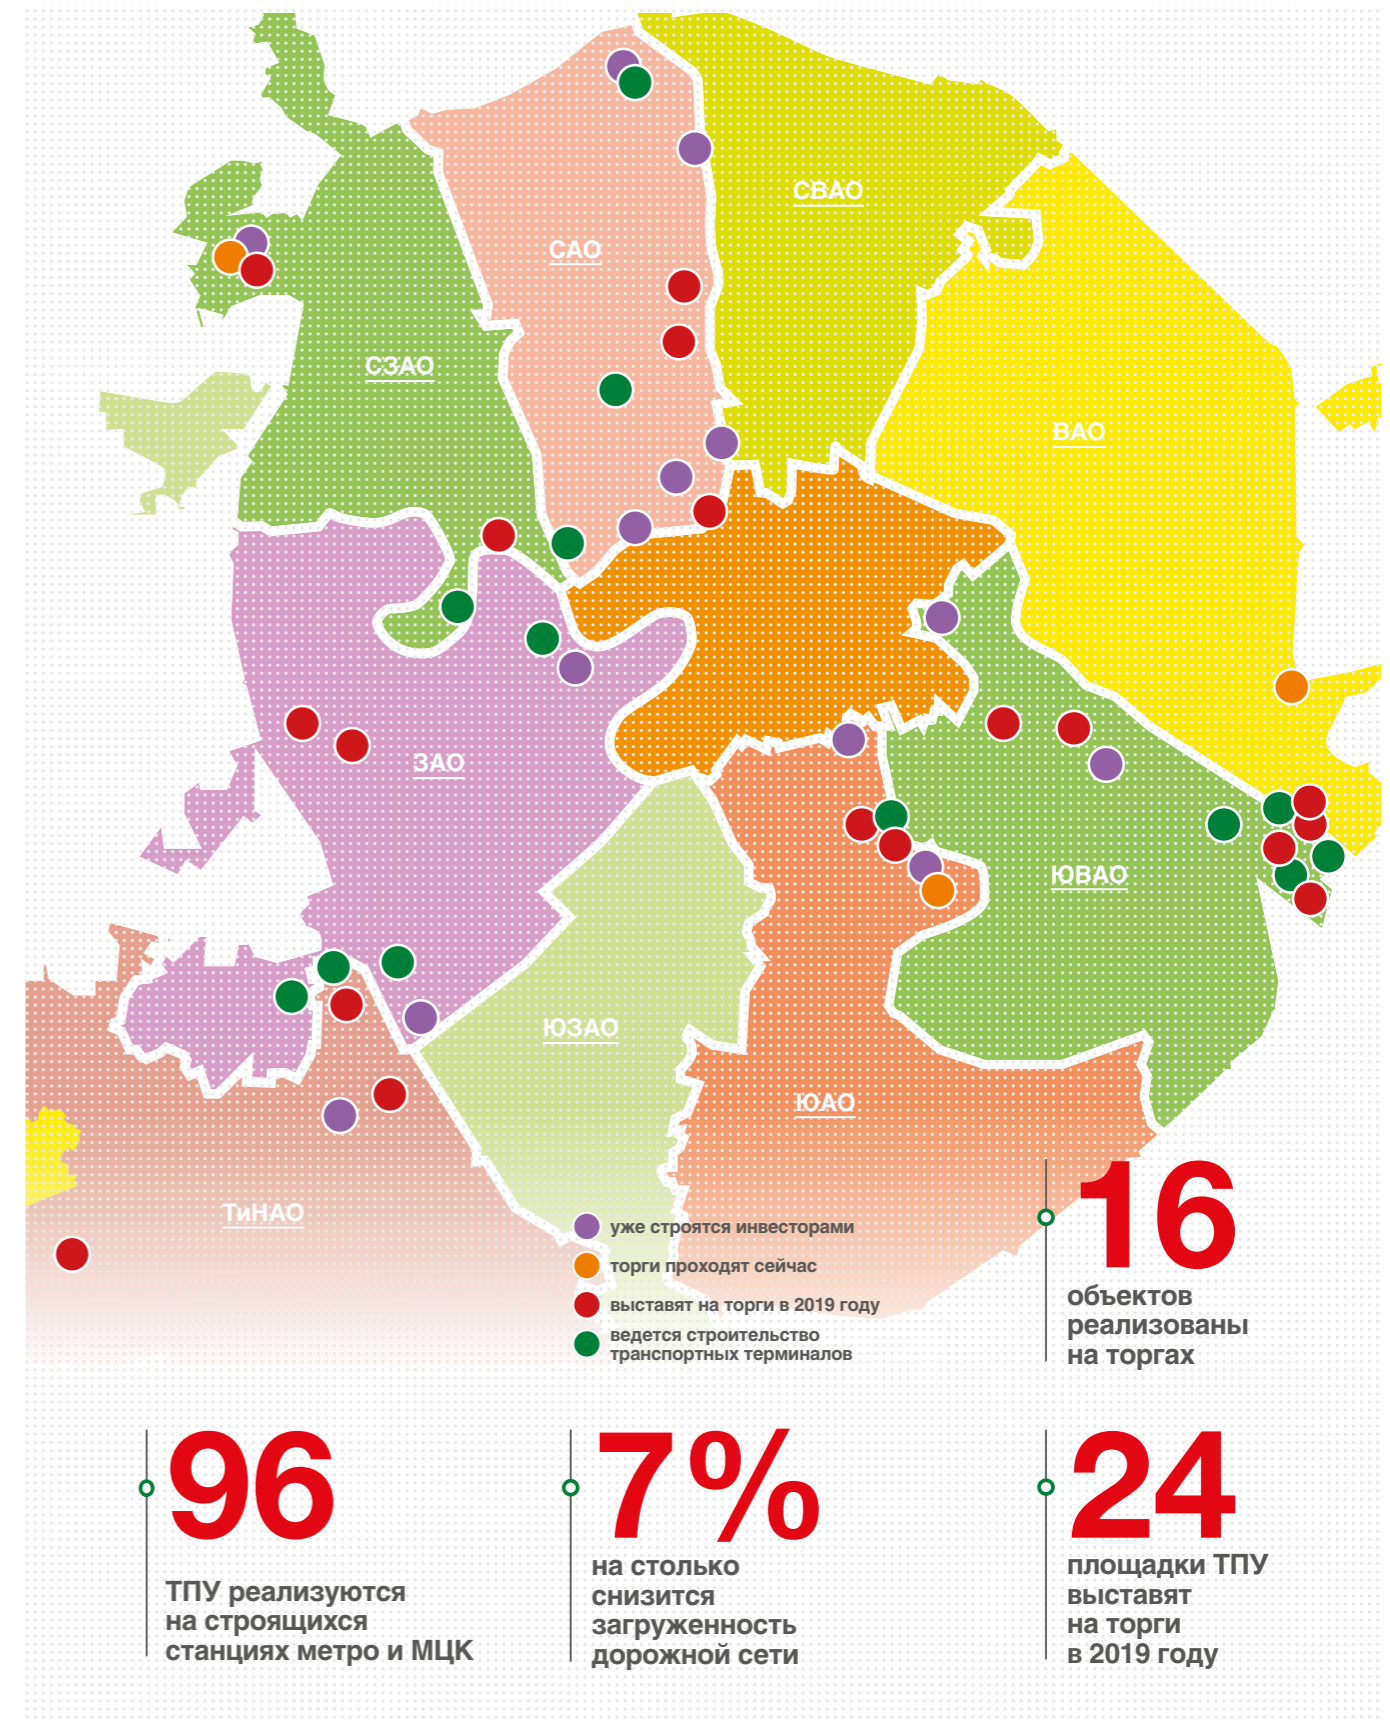 СВАО
САО
СЗАО
ВАО
ЗАО
ЮВАО
ЮЗАО
ЮАО
ТиНАО
уже строятся инвесторами
торги проходят сейчас
выставят на торги в 2019 году
ведется строительство
транспортных терминалов
16
объектов
реализованы
на торгах
96
ТПУ реализуются
на строящихся
станциях метро и МЦК
7%
на столько
снизится
загруженность
дорожной сети
24
площадки ТПУ
выставят
на торги
в 2019 году